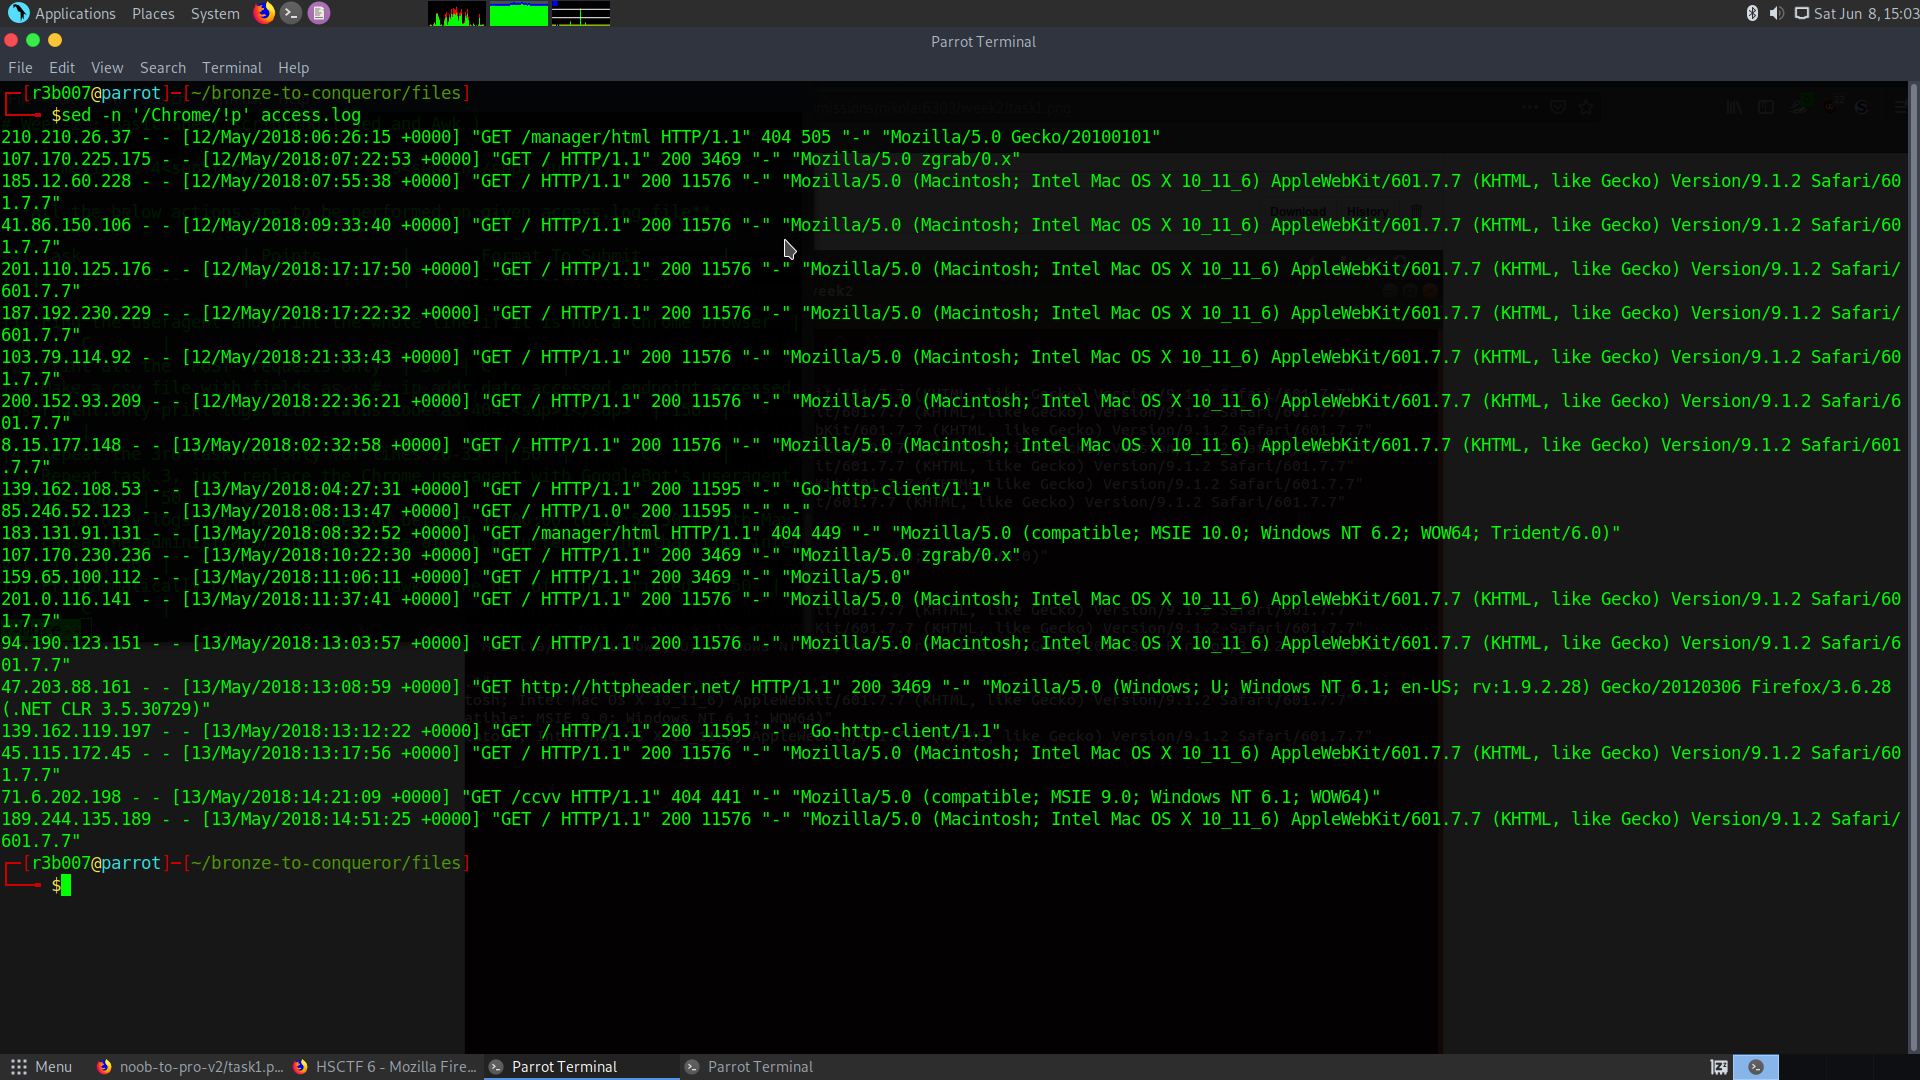 Applications Places System Sat Jun 8, 15:03
Parrot Terminal
File Edit View Search Terminal Help
[r3b007@parrot]-[~/bronze-to-conqueror/files]
$sed -n '/Chrome/!p' access.log
210.210.26.37 - - [12/May/2018:06:26:15 +0000] "GET /manager/html HTTP/1.1" 404 505 "-" "Mozilla/5.0 Gecko/20100101"
107.170.225.175 - - [12/May/2018:07:22:53 +0000] "GET / HTTP/1.1" 200 3469 "-" "Mozilla/5.0 zgrab/0.x"
185.12.60.228 - - [12/May/2018:07:55:38 +0000] "GET / HTTP/1.1" 200 11576 "-" "Mozilla/5.0 (Macintosh; Intel Mac OS X 10_11_6) AppleWebKit/601.7.7 (KHTML, like Gecko) Version/9.1.2 Safari/60
1.7.7"
41.86.150.106 - - [12/May/2018:09:33:40 +0000] "GET / HTTP/1.1" 200 11576 "-" "Mozilla/5.0 (Macintosh; Intel Mac OS X 10_11_6) AppleWebKit/601.7.7 (KHTML, like Gecko) Version/9.1.2 Safari/60
1.7.7"
201.110.125.176 - - [12/May/2018:17:17:50 +0000] "GET / HTTP/1.1" 200 11576 "-" "Mozilla/5.0 (Macintosh; Intel Mac OS X 10_11_6) AppleWebKit/601.7.7 (KHTML, like Gecko) Version/9.1.2 Safari/
601.7.7"
187.192.230.229 - - [12/May/2018:17:22:32 +0000] "GET / HTTP/1.1" 200 11576 "-" "Mozilla/5.0 (Macintosh; Intel Mac OS X 10_11_6) AppleWebKit/601.7.7 (KHTML, like Gecko) Version/9.1.2 Safari/
601.7.7"
103.79.114.92 - - [12/May/2018:21:33:43 +0000] "GET / HTTP/1.1" 200 11576 "-" "Mozilla/5.0 (Macintosh; Intel Mac OS X 10_11_6) AppleWebKit/601.7.7 (KHTML, like Gecko) Version/9.1.2 Safari/60
1.7.7"
200.152.93.209 - - [12/May/2018:22:36:21 +0000] "GET / HTTP/1.1" 200 11576 "-" "Mozilla/5.0 (Macintosh; Intel Mac OS X 10_11_6) AppleWebKit/601.7.7 (KHTML, like Gecko) Version/9.1.2 Safari/6
01.7.7"
8.15.177.148 - - [13/May/2018:02:32:58 +0000] "GET / HTTP/1.1" 200 11576 "-" "Mozilla/5.0 (Macintosh; Intel Mac OS X 10_11_6) AppleWebKit/601.7.7 (KHTML, like Gecko) Version/9.1.2 Safari/601
.7.7"
139.162.108.53 - - [13/May/2018:04:27:31 +0000] "GET / HTTP/1.1" 200 11595 "-" "Go-http-client/1.1"
85.246.52.123 - - [13/May/2018:08:13:47 +0000] "GET / HTTP/1.0" 200 11595 "-" "-"
183.131.91.131 - - [13/May/2018:08:32:52 +0000] "GET /manager/html HTTP/1.1" 404 449 "-" "Mozilla/5.0 (compatible; MSIE 10.0; Windows NT 6.2; WOW64; Trident/6.0)"
107.170.230.236 - - [13/May/2018:10:22:30 +0000] "GET / HTTP/1.1" 200 3469 "-" "Mozilla/5.0 zgrab/0.x"
159.65.100.112 - - [13/May/2018:11:06:11 +0000] "GET / HTTP/1.1" 200 3469 "-" "Mozilla/5.0"
201.0.116.141 - - [13/May/2018:11:37:41 +0000] "GET / HTTP/1.1" 200 11576 "-" "Mozilla/5.0 (Macintosh; Intel Mac OS X 10_11_6) AppleWebKit/601.7.7 (KHTML, like Gecko) Version/9.1.2 Safari/60
1.7.7"
94.190.123.151 - - [13/May/2018:13:03:57 +0000] "GET / HTTP/1.1" 200 11576 "-" "Mozilla/5.0 (Macintosh; Intel Mac OS X 10_11_6) AppleWebKit/601.7.7 (KHTML, like Gecko) Version/9.1.2 Safari/6
01.7.7"
47.203.88.161 - - [13/May/2018:13:08:59 +0000] "GET http://httpheader.net/ HTTP/1.1" 200 3469 "-" "Mozilla/5.0 (Windows; U; Windows NT 6.1; en-US; rv:1.9.2.28) Gecko/20120306 Firefox/3.6.28
(.NET CLR 3.5.30729)"
139.162.119.197 - - [13/May/2018:13:12:22 +0000] "GET / HTTP/1.1" 200 11595 "-" "Go-http-client/1.1"
45.115.172.45 - - [13/May/2018:13:17:56 +0000] "GET / HTTP/1.1" 200 11576 "-" "Mozilla/5.0 (Macintosh; Intel Mac OS X 10_11_6) AppleWebKit/601.7.7 (KHTML, like Gecko) Version/9.1.2 Safari/60
1.7.7"
71.6.202.198 - - [13/May/2018:14:21:09 +0000] "GET /ccvv HTTP/1.1" 404 441 "-" "Mozilla/5.0 (compatible; MSIE 9.0; Windows NT 6.1; WOW64)"
189.244.135.189 - - [13/May/2018:14:51:25 +0000] "GET / HTTP/1.1" 200 11576 "-" "Mozilla/5.0 (Macintosh; Intel Mac OS X 10_11_6) AppleWebKit/601.7.7 (KHTML, like Gecko) Version/9.1.2 Safari/
601.7.7"
[r3b007@parrot]-[~/bronze-to-conqueror/files]
$
Menu noob-to-pro-v2/task1.p... HSCTF 6 - Mozilla Fire... Parrot Terminal Parrot Terminal